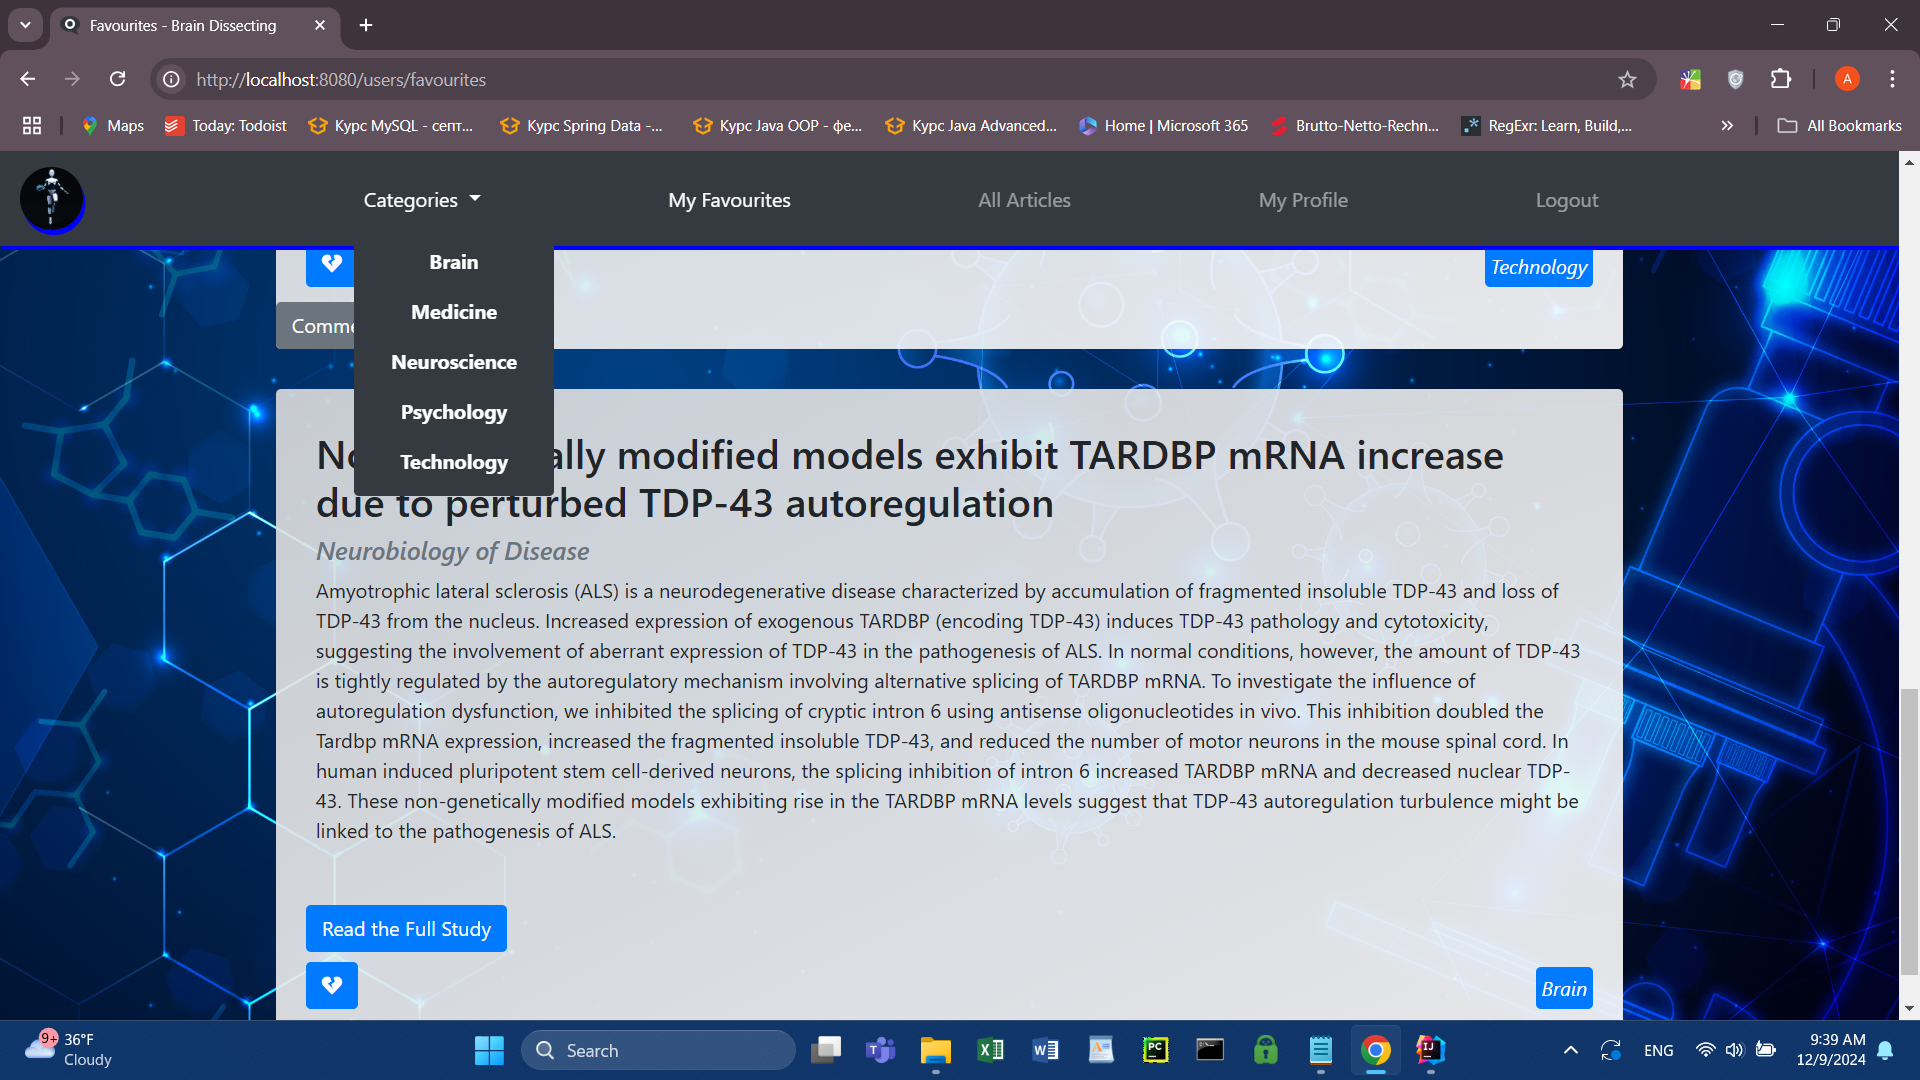 Favourites - Brain Dissecting
http://localhost:8080/users/favourites
A
Maps
Today: Todoist
Курс MySQL - септ...
Курс Spring Data -...
Курс Java OOP - фе...
Курс Java Advanced...
Home | Microsoft 365
Brutto-Netto-Rechn...
RegExr: Learn, Build,...
All Bookmarks
Categories
My Favourites
All Articles
My Profile
Logout
Brain
Medicine
Neuroscience
Psychology
Technology
Technology
modified models exhibit TARDBP mRNA increase
due to perturbed TDP-43 autoregulation
Neurobiology of Disease
Amyotrophic lateral sclerosis (ALS) is a neurodegenerative disease characterized by accumulation of fragmented insoluble TDP-43 and loss of
TDP-43 from the nucleus. Increased expression of exogenous TARDBP (encoding TDP-43) induces TDP-43 pathology and cytotoxicity,
suggesting the involvement of aberrant expression of TDP-43 in the pathogenesis of ALS. In normal conditions, however, the amount of TDP-43
is tightly regulated by the autoregulatory mechanism involving alternative splicing of TARDBP mRNA. To investigate the influence of
autoregulation dysfunction, we inhibited the splicing of cryptic intron 6 using antisense oligonucleotides in vivo. This inhibition doubled the
Tardbp mRNA expression, increased the fragmented insoluble TDP-43, and reduced the number of motor neurons in the mouse spinal cord. In
human induced pluripotent stem cell-derived neurons, the splicing inhibition of intron 6 increased TARDBP mRNA and decreased nuclear TDP-
43. These non-genetically modified models exhibiting rise in the TARDBP mRNA levels suggest that TDP-43 autoregulation turbulence might be
linked to the pathogenesis of ALS.
Read the Full Study
Brain
9+
36°F
Cloudy
Search
PC
IJ
ENG
9:39 AM
12/9/2024